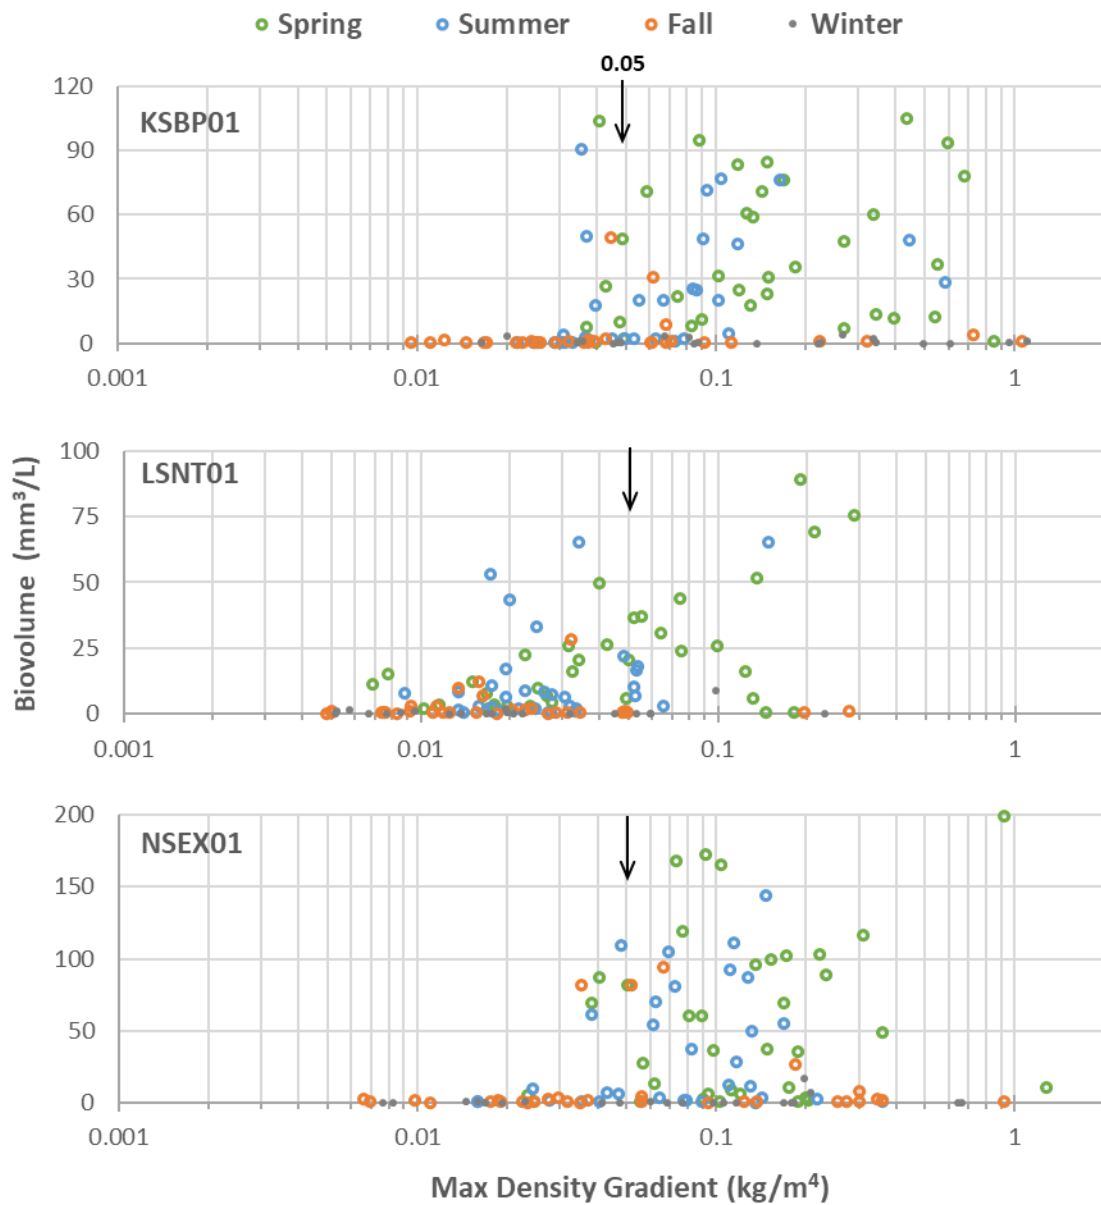 Spring Summer Fall Winter
0.05
KSBP01
120
90
60
30
0
0.001 0.01 0.1 1
LSNT01
100
75
50
25
0
0.001 0.01 0.1 1
Biovolume (mm³/L)
NSEX01
200
150
100
50
0
0.001 0.01 0.1 1
Max Density Gradient (kg/m⁴)